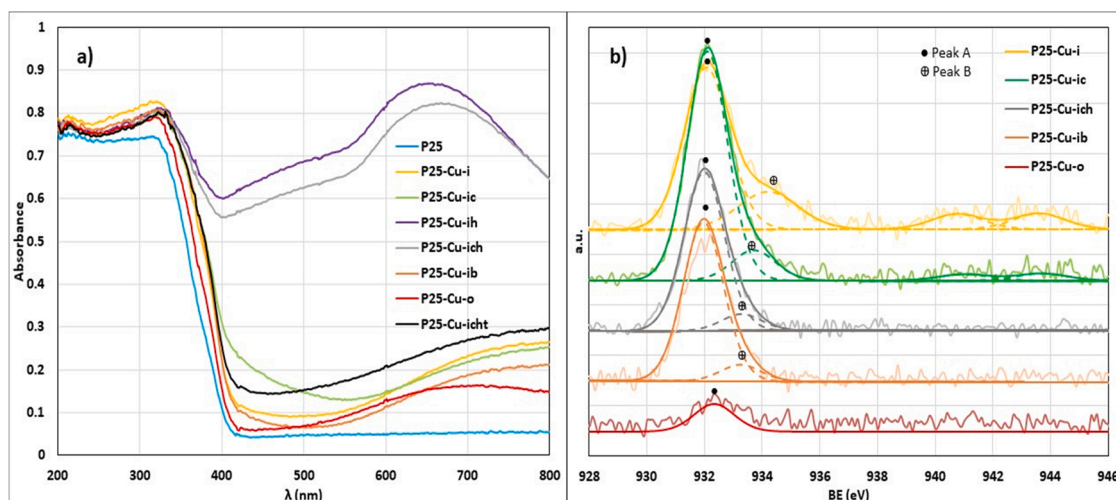 a)
1
0.9
0.8
0.7
0.6
0.5
0.4
0.3
0.2
0.1
0
Absorbance
200 300 400 500 600 700 800
λ (nm)
P25
P25-Cu-i
P25-Cu-ic
P25-Cu-ih
P25-Cu-ich
P25-Cu-ib
P25-Cu-o
P25-Cu-icht
b)
a.u.
Peak A
Peak B
P25-Cu-i
P25-Cu-ic
P25-Cu-ich
P25-Cu-ib
P25-Cu-o
928 930 932 934 936 938 940 942 944 946
BE (eV)